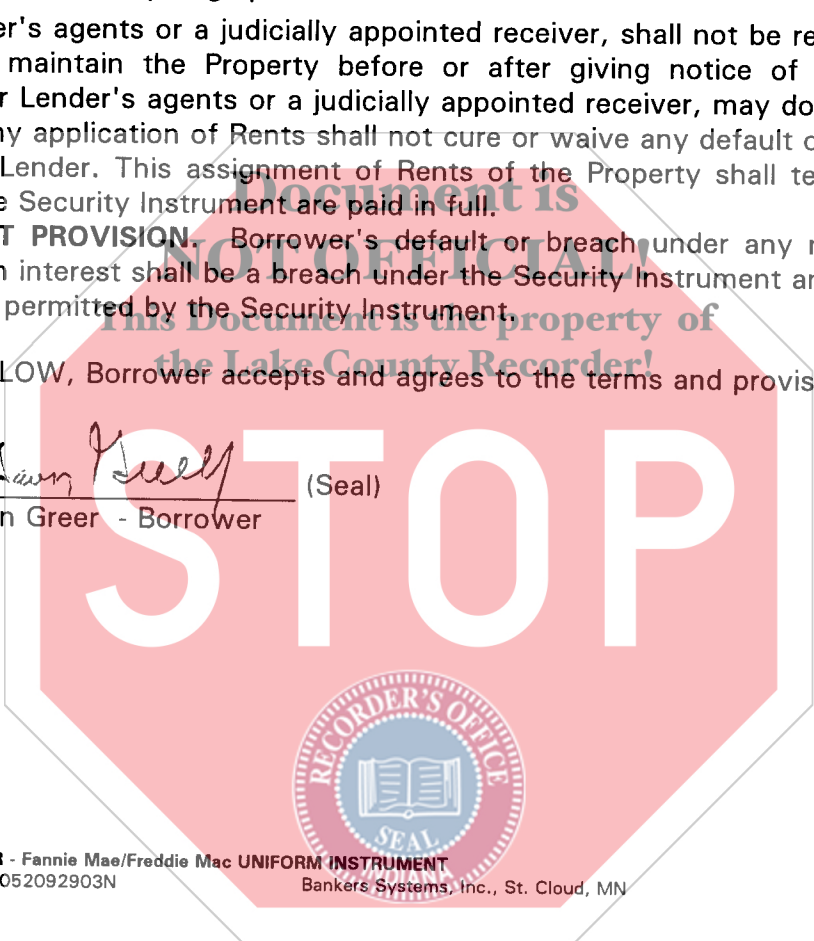 er's agents or a judicially appointed receiver, shall not be re
maintain the Property before or after giving notice of
r Lender's agents or a judicially appointed receiver, may do
ny application of Rents shall not cure or waive any default o
Lender. This assignment of Rents of the Property shall te
e Security Instrument are paid in full.
Document is
T PROVISION. Borrower's default or breach under any n
NOT OFFICIAL!
n interest shall be a breach under the Security Instrument an
permitted by the Security Instrument.
This Document is the property of
the Lake County Recorder!
LOW, Borrower accepts and agrees to the terms and provis
STOP
(Seal)
n Greer - Borrower
RECORDER'S OFFICE
SEAL
INDIANA
R - Fannie Mae/Freddie Mac UNIFORM INSTRUMENT
052092903N Bankers Systems, Inc., St. Cloud, MN